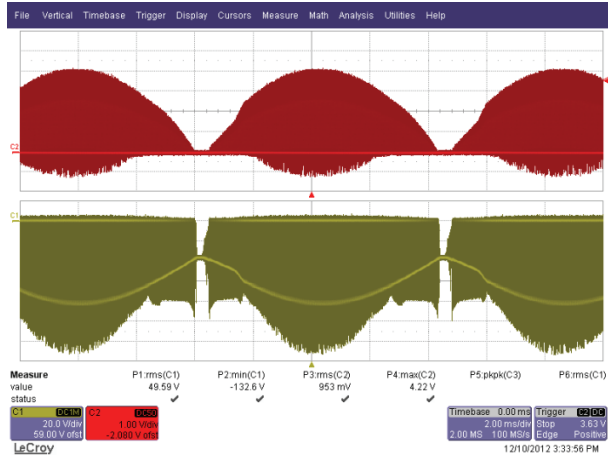 File Vertical Timebase Trigger Display Cursors Measure Math Analysis Utilities Help
C2
C1
Measure P1:rms(C1) P2:min(C1) P3:rms(C2) P4:max(C2) P5:pkpk(C3) P6:rms(C1)
value 49.59 V -132.6 V 953 mV 4.22 V
status
C1 DC1M C2 DC50 Timebase 0.00 ms Trigger C2 DC
20.0 V/div 1.00 V/div 2.00 ms/div Stop 3.63 V
59.00 V ofst -2.080 V ofst 2.00 MS 100 MS/s Edge Positive
LeCroy 12/10/2012 3:33:56 PM